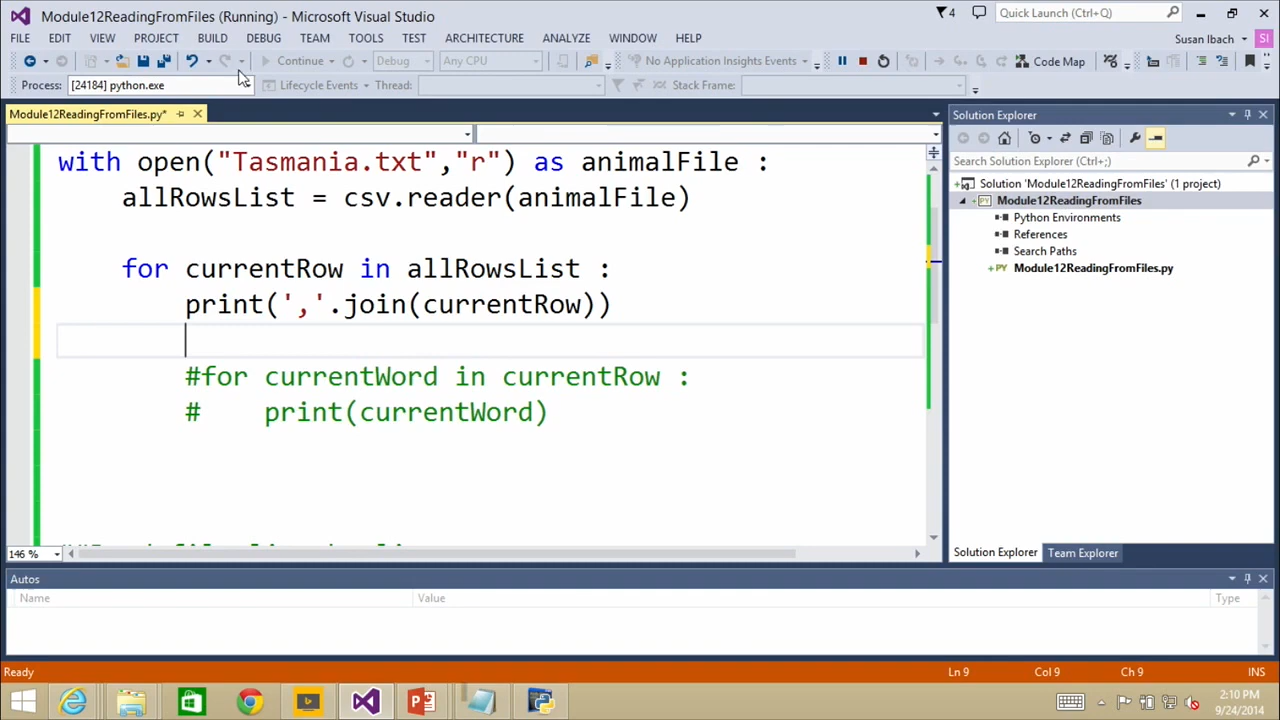 Module12ReadingFromFiles (Running) - Microsoft Visual Studio
4
Quick Launch (Ctrl+Q)
FILE EDIT VIEW PROJECT BUILD DEBUG TEAM TOOLS TEST ARCHITECTURE ANALYZE WINDOW HELP
Susan Ibach SI
Continue Debug Any CPU No Application Insights Events Code Map
Process: [24184] python.exe Lifecycle Events Thread: Stack Frame:
Module12ReadingFromFiles.py*
with open("Tasmania.txt","r") as animalFile :
allRowsList = csv.reader(animalFile)
for currentRow in allRowsList :
print(','.join(currentRow))
#for currentWord in currentRow :
# print(currentWord)
146 %
Solution Explorer
Search Solution Explorer (Ctrl+;)
Solution 'Module12ReadingFromFiles' (1 project)
Module12ReadingFromFiles
Python Environments
References
Search Paths
Module12ReadingFromFiles.py
Solution Explorer Team Explorer
Autos
Name Value Type
Ready Ln 9 Col 9 Ch 9 INS
2:10 PM
9/24/2014